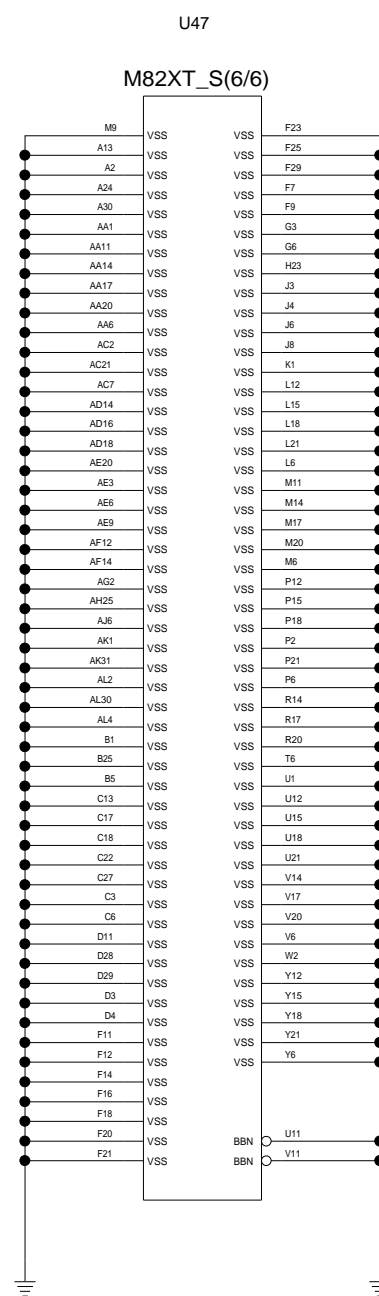 U47
M82XT_S(6/6)
M9 VSS VSS F23
A13 VSS VSS F25
A2 VSS VSS F29
A24 VSS VSS F7
A30 VSS VSS F9
AA1 VSS VSS G3
AA11 VSS VSS G6
AA14 VSS VSS H23
AA17 VSS VSS J3
AA20 VSS VSS J4
AA6 VSS VSS J6
AC2 VSS VSS J8
AC21 VSS VSS K1
AC7 VSS VSS L12
AD14 VSS VSS L15
AD16 VSS VSS L18
AD18 VSS VSS L21
AE20 VSS VSS L6
AE3 VSS VSS M11
AE6 VSS VSS M14
AE9 VSS VSS M17
AF12 VSS VSS M20
AF14 VSS VSS M6
AG2 VSS VSS P12
AH25 VSS VSS P15
AJ6 VSS VSS P18
AK1 VSS VSS P2
AK31 VSS VSS P21
AL2 VSS VSS P6
AL30 VSS VSS R14
AL4 VSS VSS R17
B1 VSS VSS R20
B25 VSS VSS T6
B5 VSS VSS U1
C13 VSS VSS U12
C17 VSS VSS U15
C18 VSS VSS U18
C22 VSS VSS U21
C27 VSS VSS V14
C3 VSS VSS V17
C6 VSS VSS V20
D11 VSS VSS V6
D28 VSS VSS W2
D29 VSS VSS Y12
D3 VSS VSS Y15
D4 VSS VSS Y18
F11 VSS VSS Y21
F12 VSS VSS Y6
F14 VSS
F16 VSS
F18 VSS
F20 VSS BBN U11
F21 VSS BBN V11